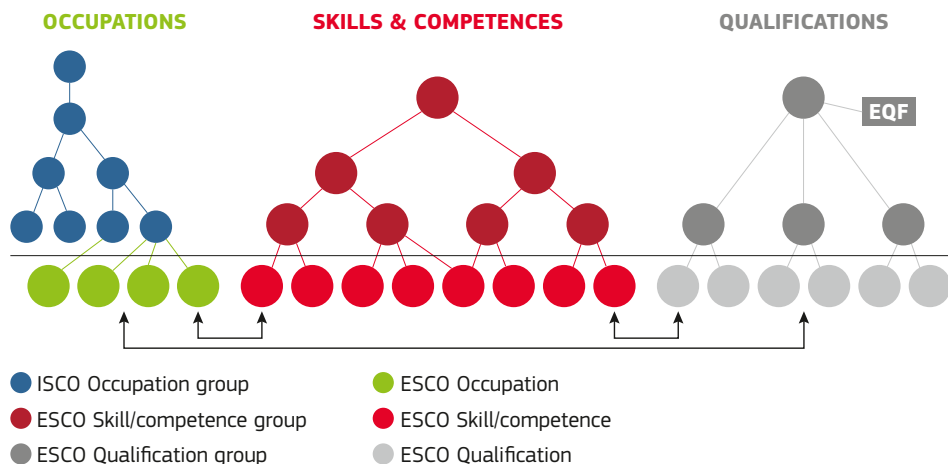 OCCUPATIONS
SKILLS & COMPETENCES
QUALIFICATIONS
EQF
ISCO Occupation group
ESCO Occupation
ESCO Skill/competence group
ESCO Skill/competence
ESCO Qualification group
ESCO Qualification